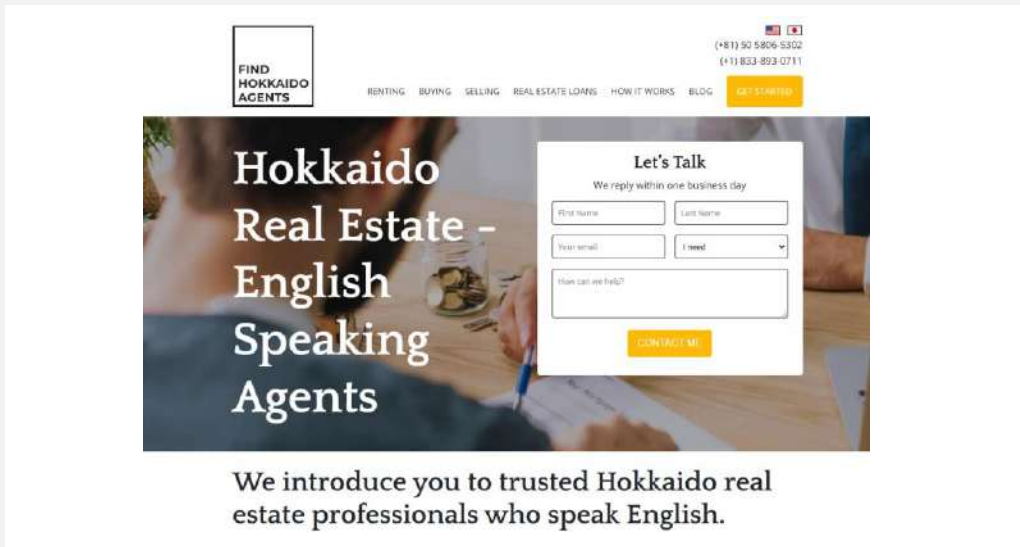 FIND
HOKKAIDO
AGENTS
(+81) 50 5806-5302
(+1) 833-893-0711
RENTING BUYING SELLING REAL ESTATE LOANS HOW IT WORKS BLOG GET STARTED
Hokkaido
Real Estate -
English
Speaking
Agents
Let's Talk
We reply within one business day
First Name Last Name
Your email I need
How can we help?
CONTACT ME
We introduce you to trusted Hokkaido real
estate professionals who speak English.